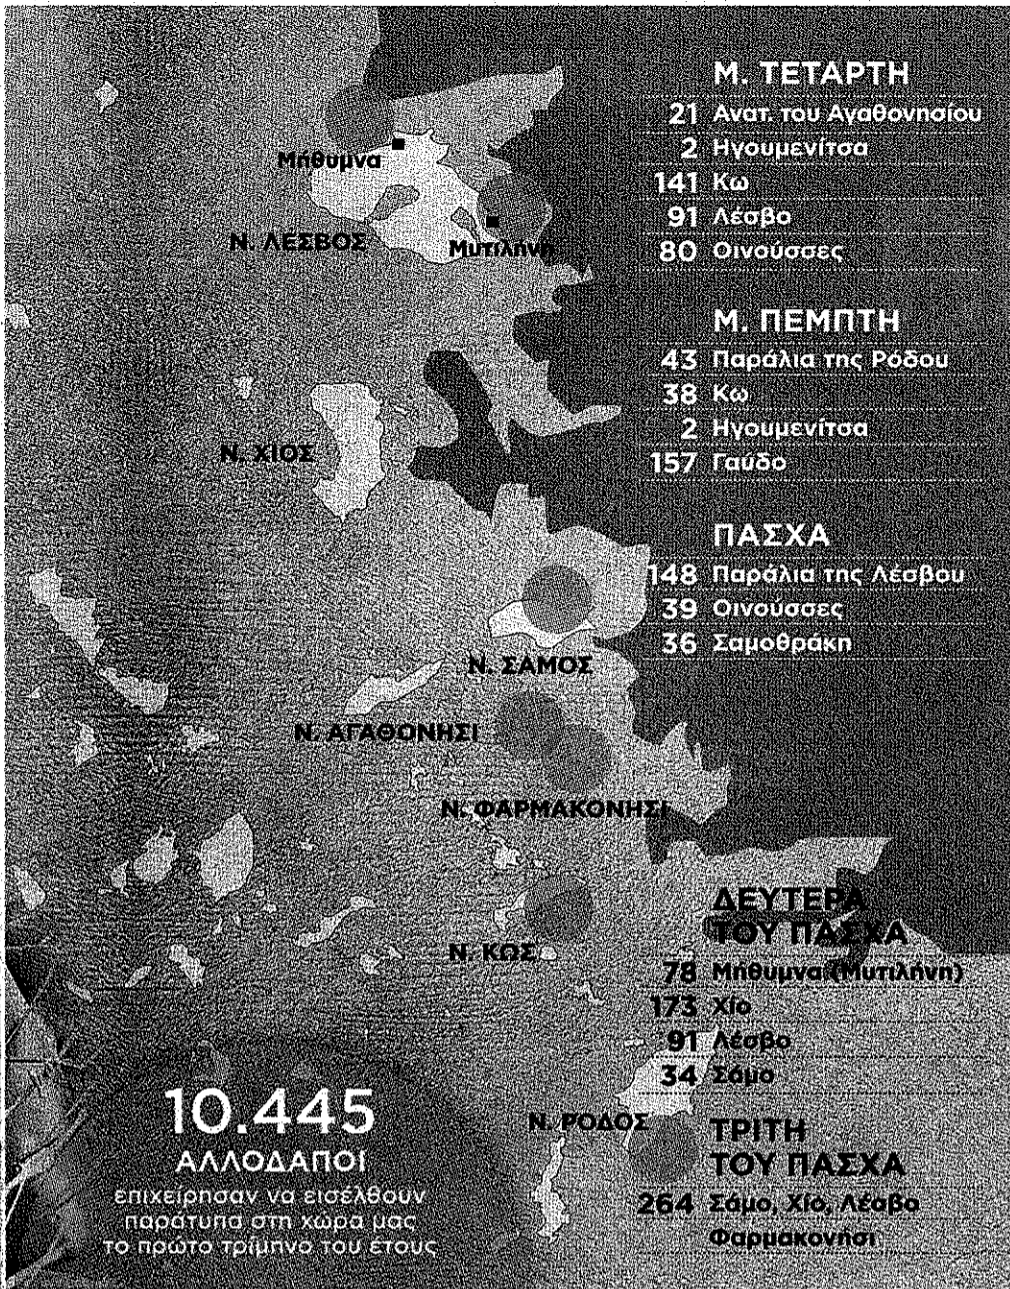 Μ. ΤΕΤΑΡΤΗ
21 Ανατ. του Αγαθονησίου
2 Ηγουμενίτσα
141 Κω
91 Λέσβο
80 Οινούσσες
Μ. ΠΕΜΠΤΗ
43 Παράλια της Ρόδου
38 Κω
2 Ηγουμενίτσα
157 Γαύδο
ΠΑΣΧΑ
148 Παράλια της Λέσβου
39 Οινούσσες
36 Σαμοθράκη
ΔΕΥΤΕΡΑ
ΤΟΥ ΠΑΣΧΑ
78 Μήθυμνα (Μυτιλήνη)
173 Χίο
91 Λέσβο
34 Σάμο
ΤΡΙΤΗ
ΤΟΥ ΠΑΣΧΑ
264 Σάμο, Χίο, Λέσβο
Φαρμακονήσι
Μήθυμνα
Ν. ΛΕΣΒΟΣ
Μυτιλήνη
Ν. ΧΙΟΣ
Ν. ΣΑΜΟΣ
Ν. ΑΓΑΘΟΝΗΣΙ
Ν. ΦΑΡΜΑΚΟΝΗΣΙ
Ν. ΚΩΣ
Ν. ΡΟΔΟΣ
10.445
ΑΛΛΟΔΑΠΟΙ
επιχείρησαν να εισέλθουν
παράτυπα στη χώρα μας
το πρώτο τρίμηνο του έτους